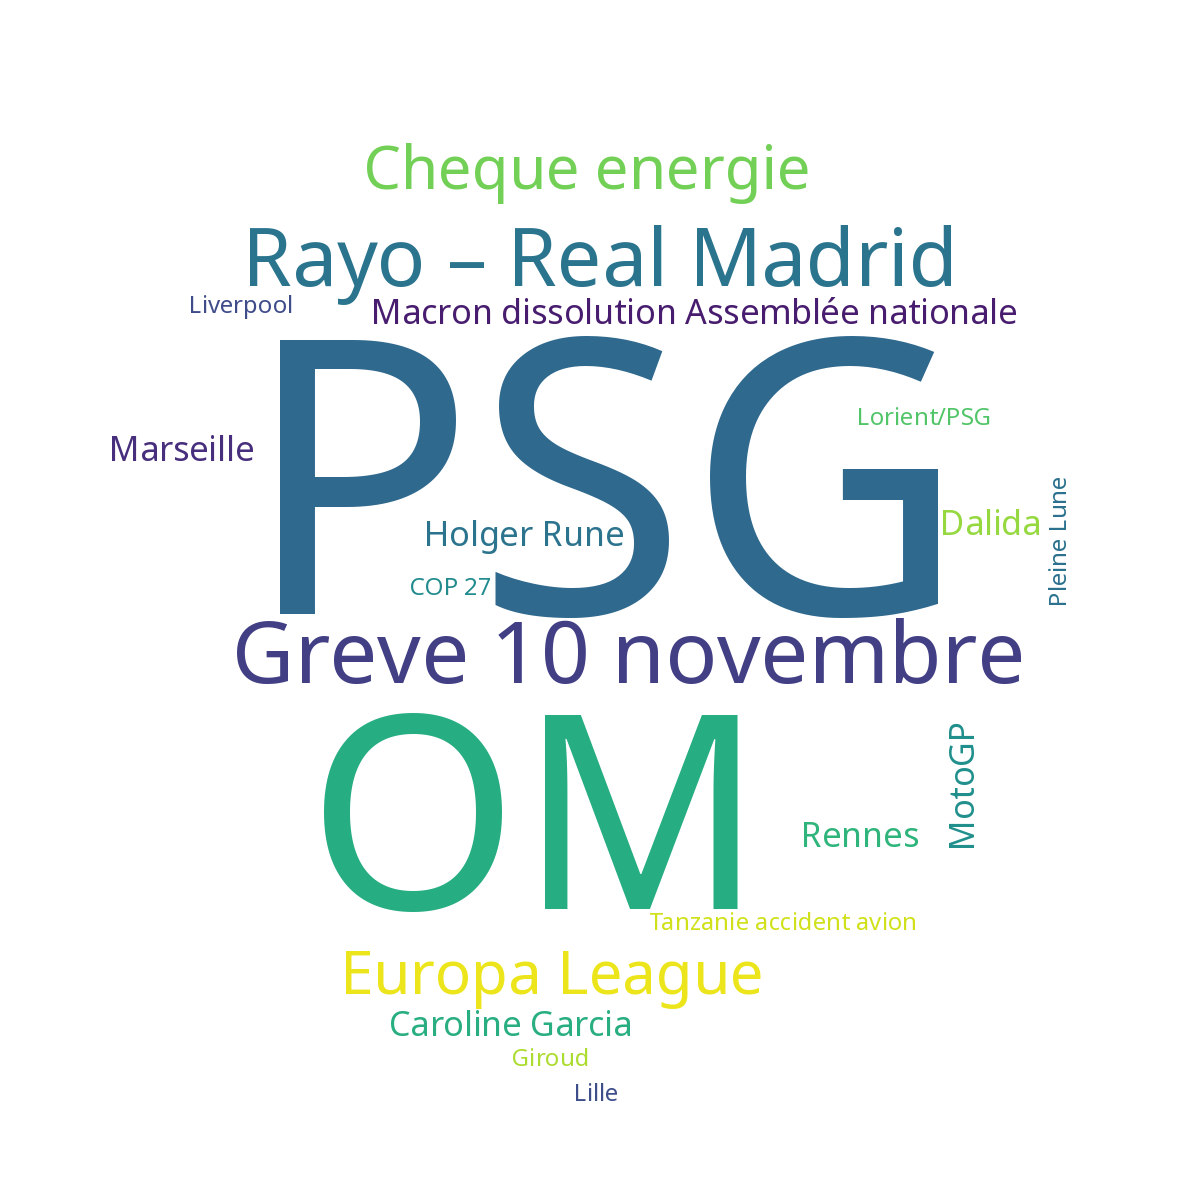 Cheque energie
Rayo – Real Madrid
Liverpool
Macron dissolution Assemblée nationale
PSG
Lorient/PSG
Marseille
Holger Rune
Dalida
Pleine Lune
COP 27
Greve 10 novembre
OM
MotoGP
Rennes
Tanzanie accident avion
Europa League
Caroline Garcia
Giroud
Lille